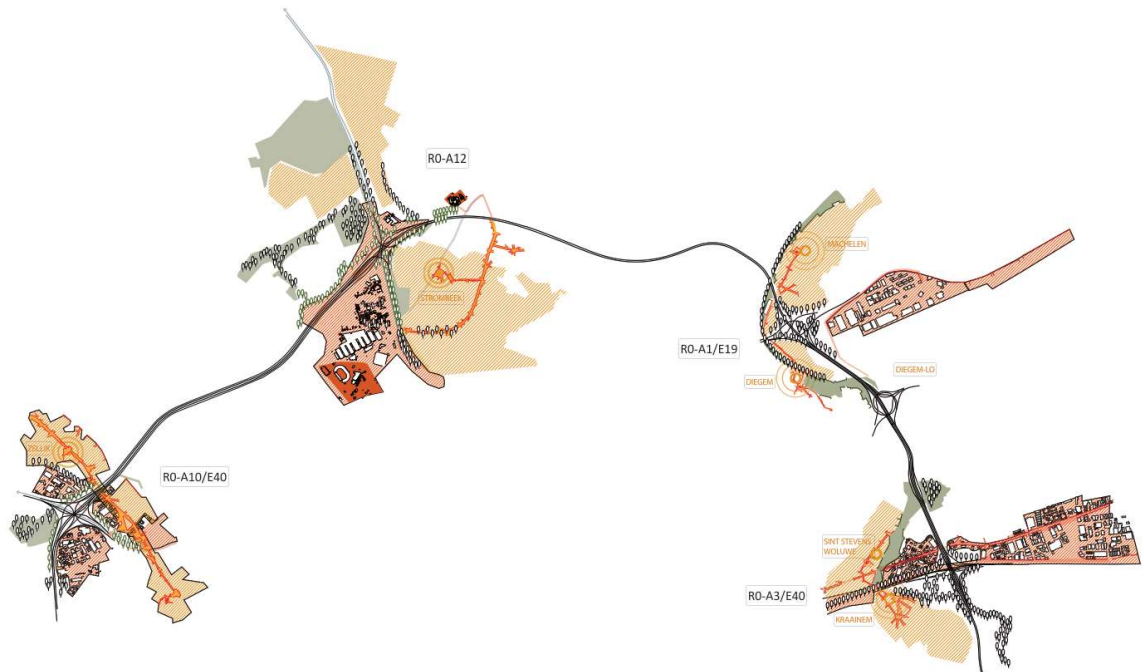 R0-A12
MACHELEN
STROMBEEK
R0-A1/E19
DIEGEM
DIEGEM-LO
ZELLIK
R0-A10/E40
SINT STEVENS
WOLUWE
R0-A3/E40
KRAAINEM